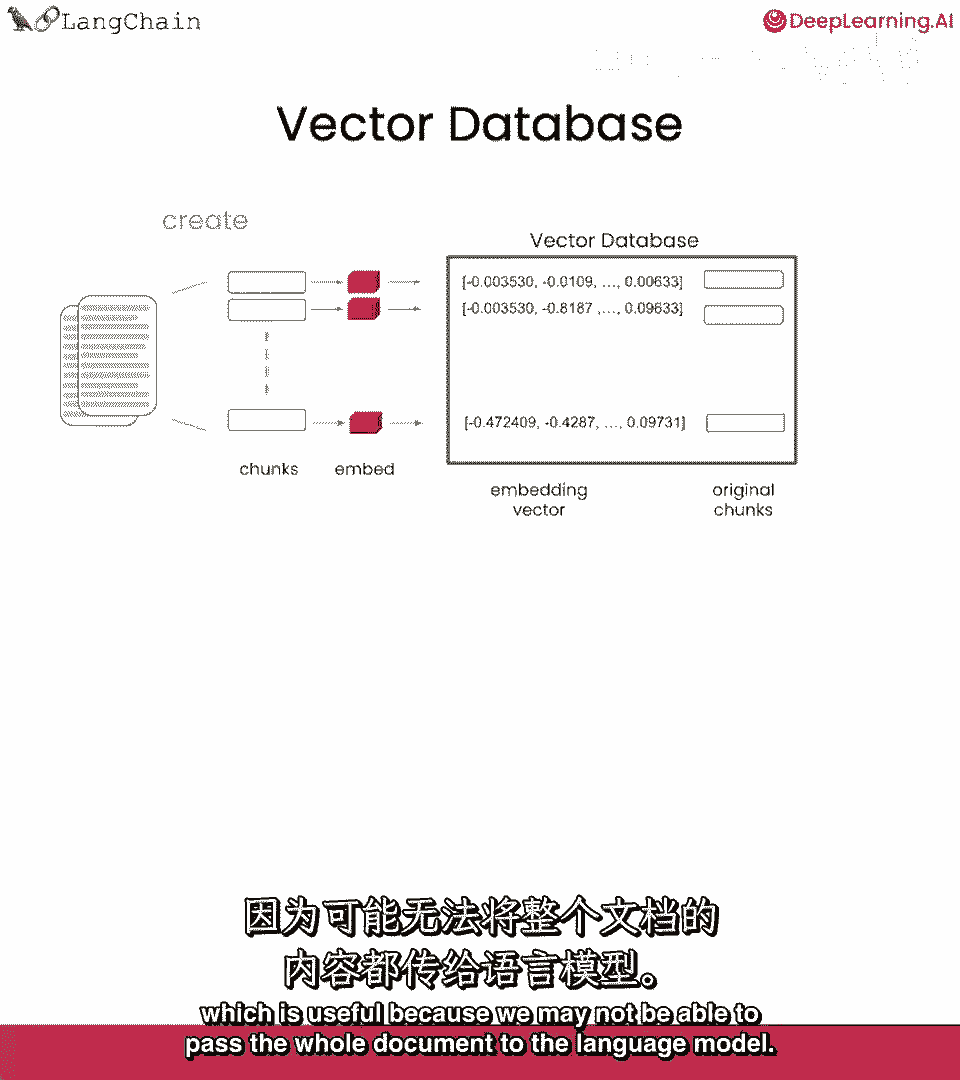 LangChain
DeepLearning.AI
Vector Database
create
Vector Database
[-0.003530, -0.0109, ..., 0.00633]
[-0.003530, -0.8187 ,..., 0.09633]
[-0.472409, -0.4287, ..., 0.09731]
chunks
embed
embedding
vector
original
chunks
因为可能无法将整个文档的
内容都传给语言模型。
which is useful because we may not be able to
pass the whole document to the language model.